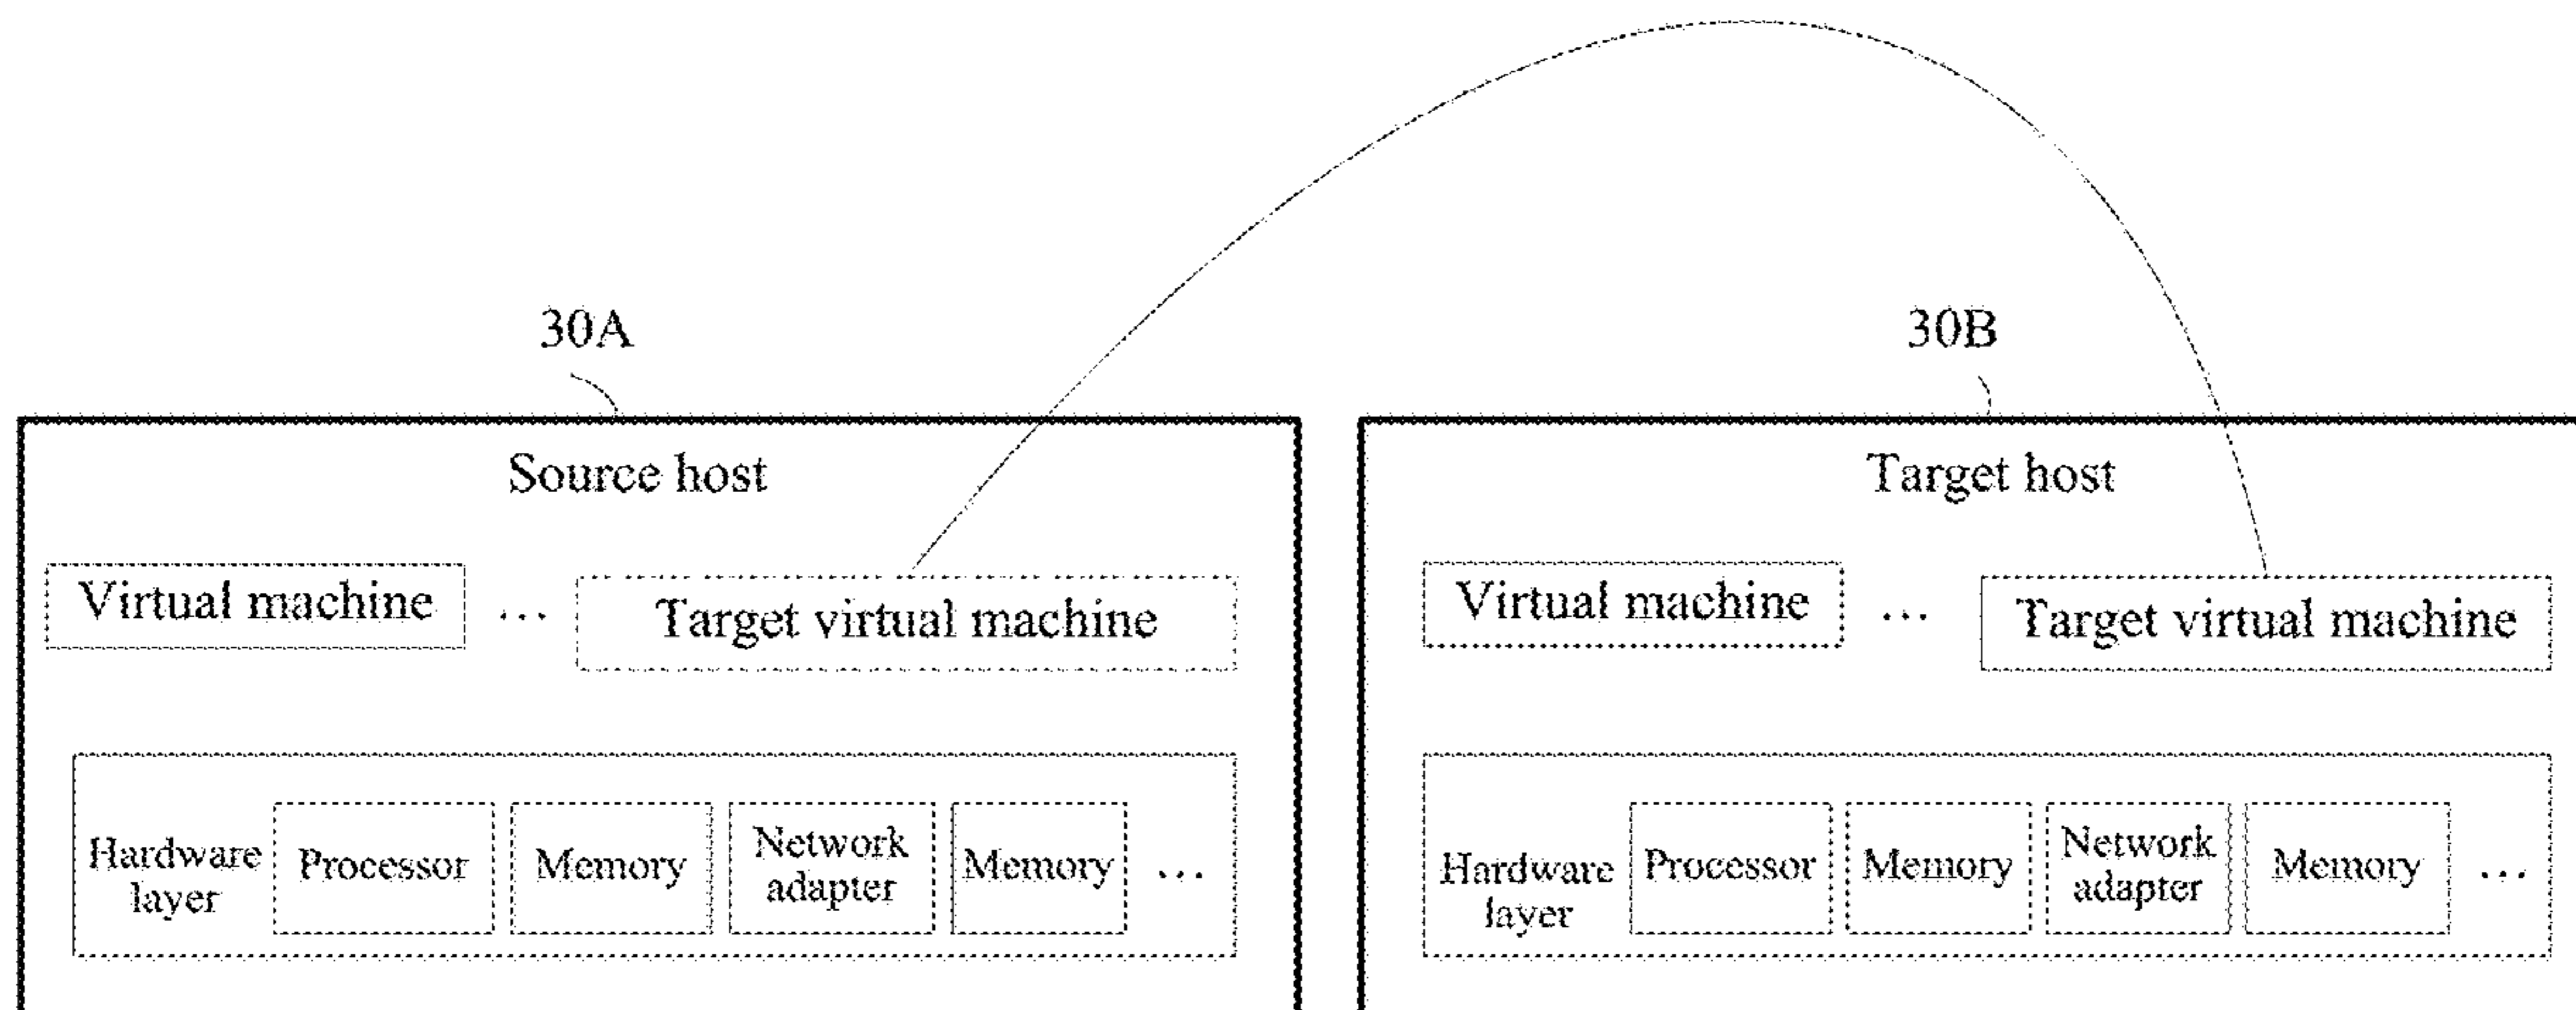 30A
30B
Source host
Target host
Virtual machine
...
Target virtual machine
Virtual machine
...
Target virtual machine
Hardware
layer
Processor
Memory
Network
adapter
Memory
...
Hardware
layer
Processor
Memory
Network
adapter
Memory
...